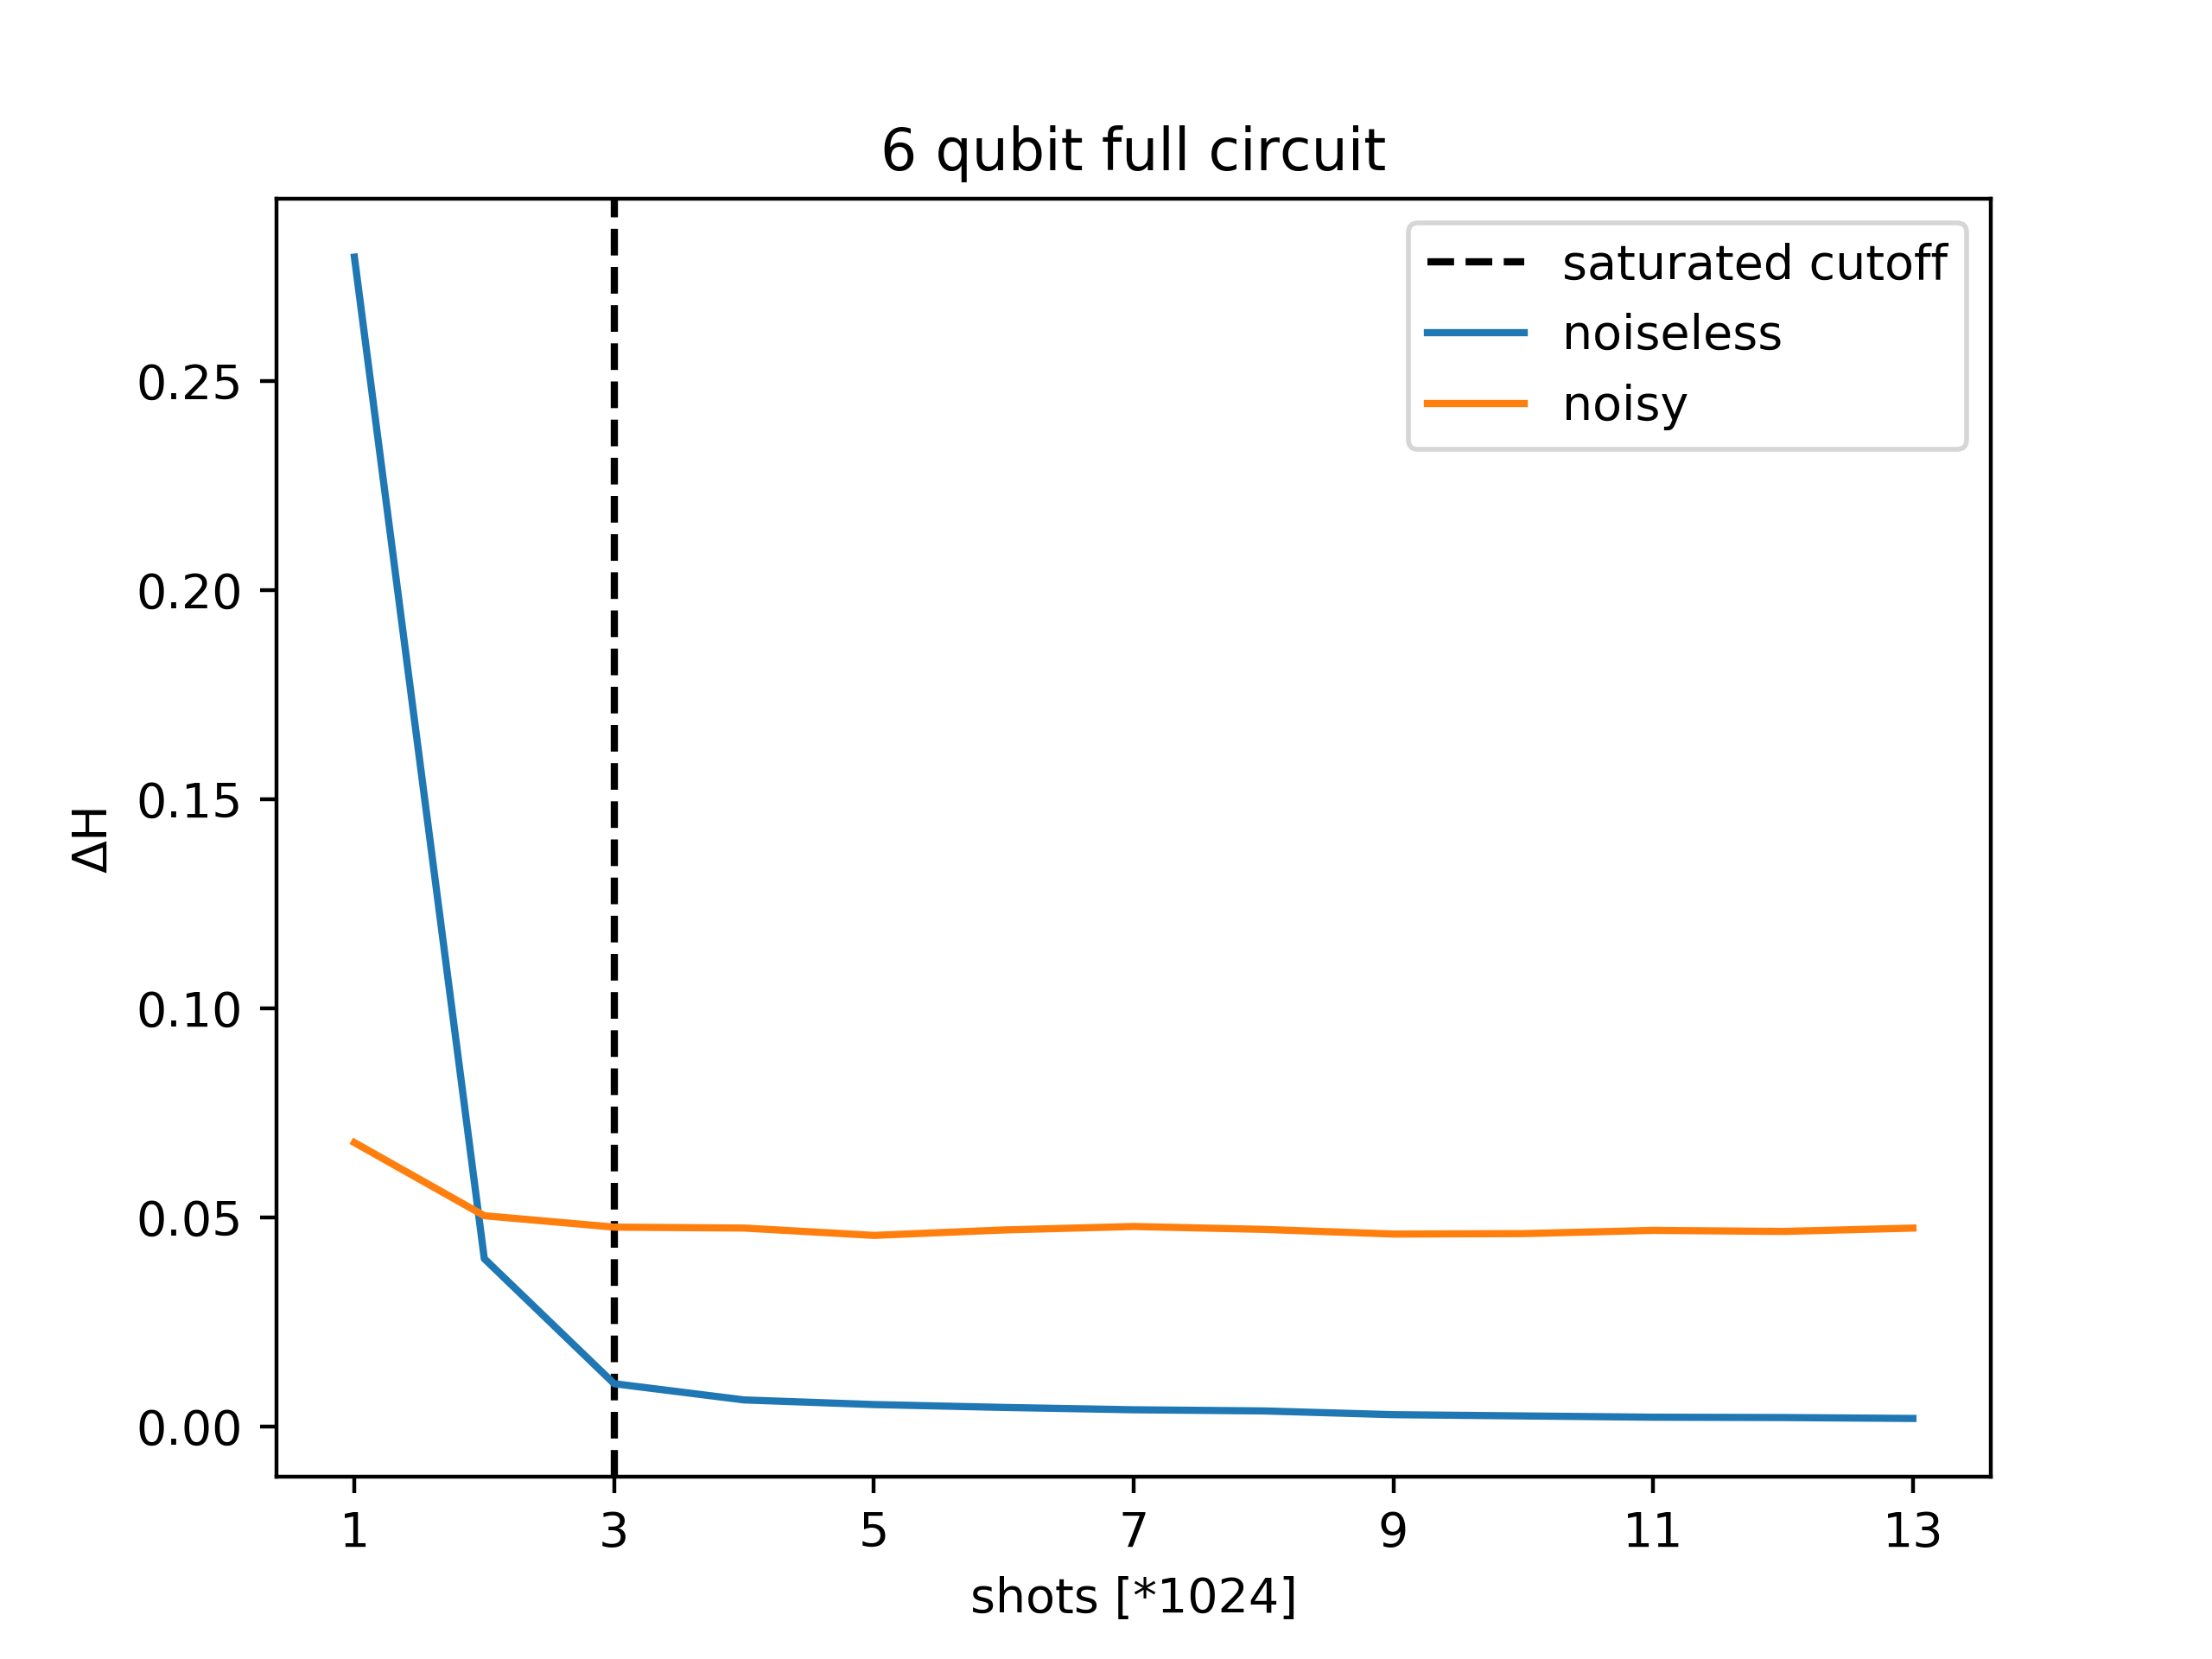 6 qubit full circuit
saturated cutoff
noiseless
noisy
ΔH
0.25
0.20
0.15
0.10
0.05
0.00
1 3 5 7 9 11 13
shots [*1024]